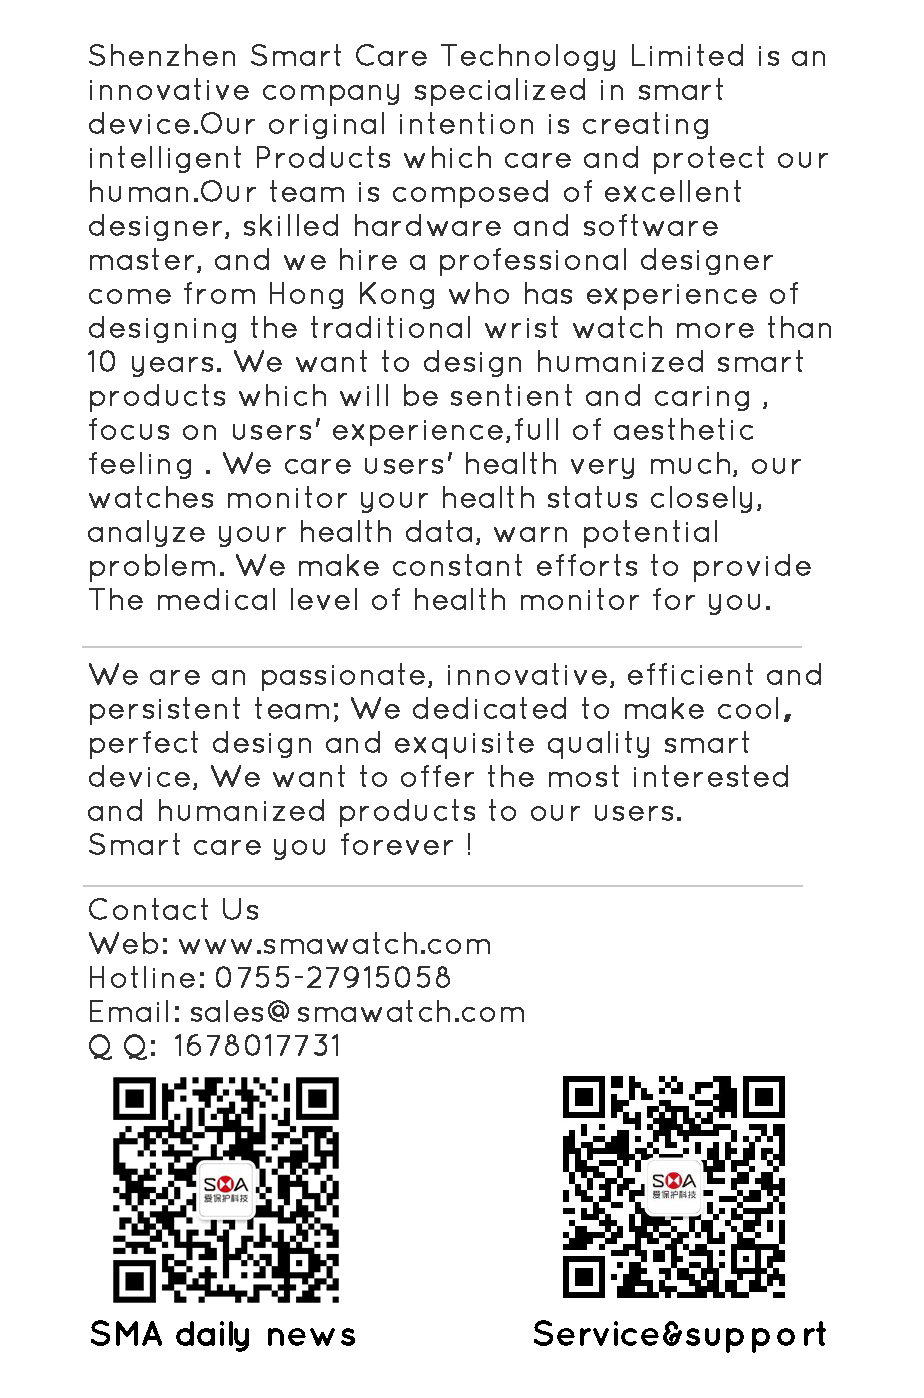 Shenzhen Smart Care Technology Limited is an
innovative company specialized in smart
device.Our original intention is creating
intelligent Products which care and protect our
human.Our team is composed of excellent
designer, skilled hardware and software
master, and we hire a professional designer
come from Hong Kong who has experience of
designing the traditional wrist watch more than
10 years. We want to design humanized smart
products which will be sentient and caring ,
focus on users' experience,full of aesthetic
feeling . We care users' health very much, our
watches monitor your health status closely,
analyze your health data, warn potential
problem. We make constant efforts to provide
The medical level of health monitor for you.
We are an passionate, innovative, efficient and
persistent team; We dedicated to make cool,
perfect design and exquisite quality smart
device, We want to offer the most interested
and humanized products to our users.
Smart care you forever !
Contact Us
Web: www.smawatch.com
Hotline: 0755-27915058
Email: sales@smawatch.com
Q Q: 1678017731
SMA SMA
爱保护科技 爱保护科技
SMA daily news Service&support